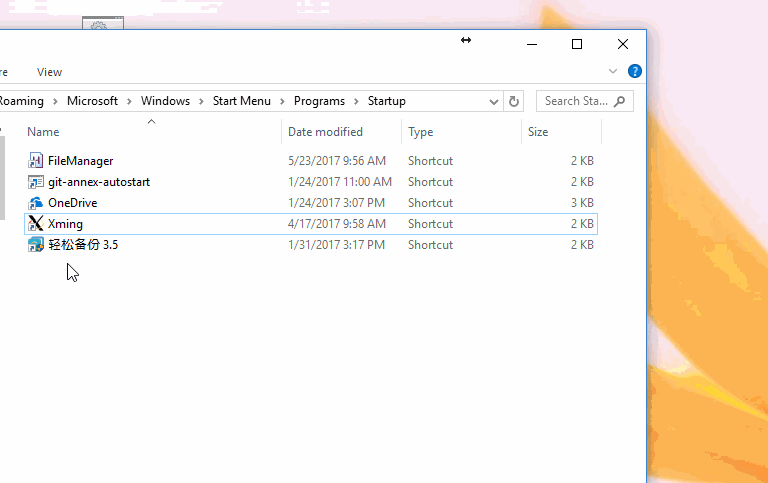 View
Roaming > Microsoft > Windows > Start Menu > Programs > Startup Search Sta...
Name Date modified Type Size
FileManager 5/23/2017 9:56 AM Shortcut 2 KB
git-annex-autostart 1/24/2017 11:00 AM Shortcut 2 KB
OneDrive 1/24/2017 3:07 PM Shortcut 3 KB
Xming 4/17/2017 9:58 AM Shortcut 2 KB
轻松备份 3.5 1/31/2017 3:17 PM Shortcut 2 KB